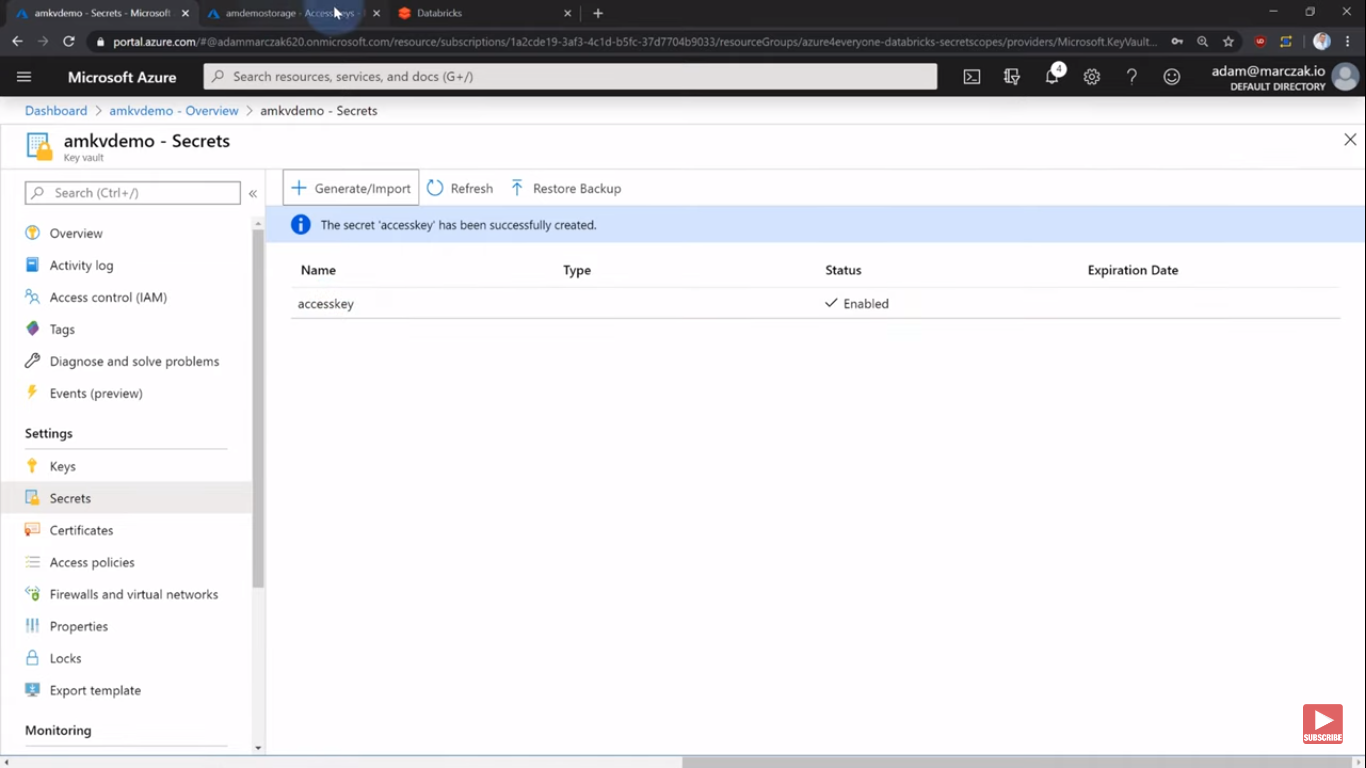 amkvdemo - Secrets - Microsoft
amdemostorage - Access keys -
Databricks
portal.azure.com/#@adammarczak620.onmicrosoft.com/resource/subscriptions/1a2cde19-3af3-4c1d-b5fc-37d7704b9033/resourceGroups/azure4everyone-databricks-secretscopes/providers/Microsoft.KeyVault...
Microsoft Azure
Search resources, services, and docs (G+/)
4
adam@marczak.io
DEFAULT DIRECTORY
Dashboard > amkvdemo - Overview > amkvdemo - Secrets
amkvdemo - Secrets
Key vault
Search (Ctrl+/)
«
Overview
Activity log
Access control (IAM)
Tags
Diagnose and solve problems
Events (preview)
Settings
Keys
Secrets
Certificates
Access policies
Firewalls and virtual networks
Properties
Locks
Export template
Monitoring
Generate/Import Refresh Restore Backup
The secret 'accesskey' has been successfully created.
Name Type Status Expiration Date
accesskey Enabled
SUBSCRIBE